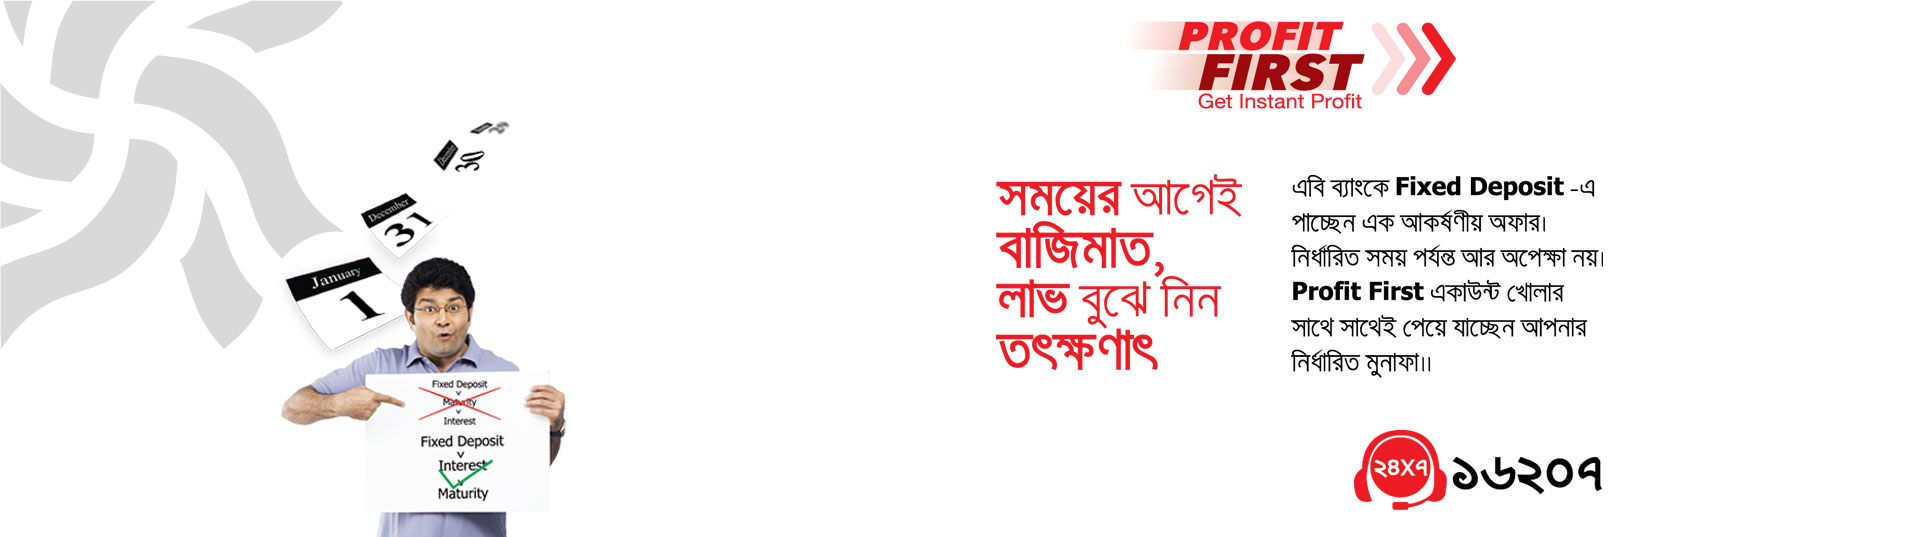 PROFIT
FIRST
Get Instant Profit
December
31
January
1
সময়ের আগেই
বাজিমাত,
লাভ বুঝে নিন
তৎক্ষণাৎ
এবি ব্যাংকে Fixed Deposit -এ
পাচ্ছেন এক আকর্ষণীয় অফার।
নির্ধারিত সময় পর্যন্ত আর অপেক্ষা নয়।
Profit First একাউন্ট খোলার
সাথে সাথেই পেয়ে যাচ্ছেন আপনার
নির্ধারিত মুনাফা।।
Fixed Deposit
Maturity
Interest
Fixed Deposit
Interest
Maturity
২৪X৭
১৬২০৭